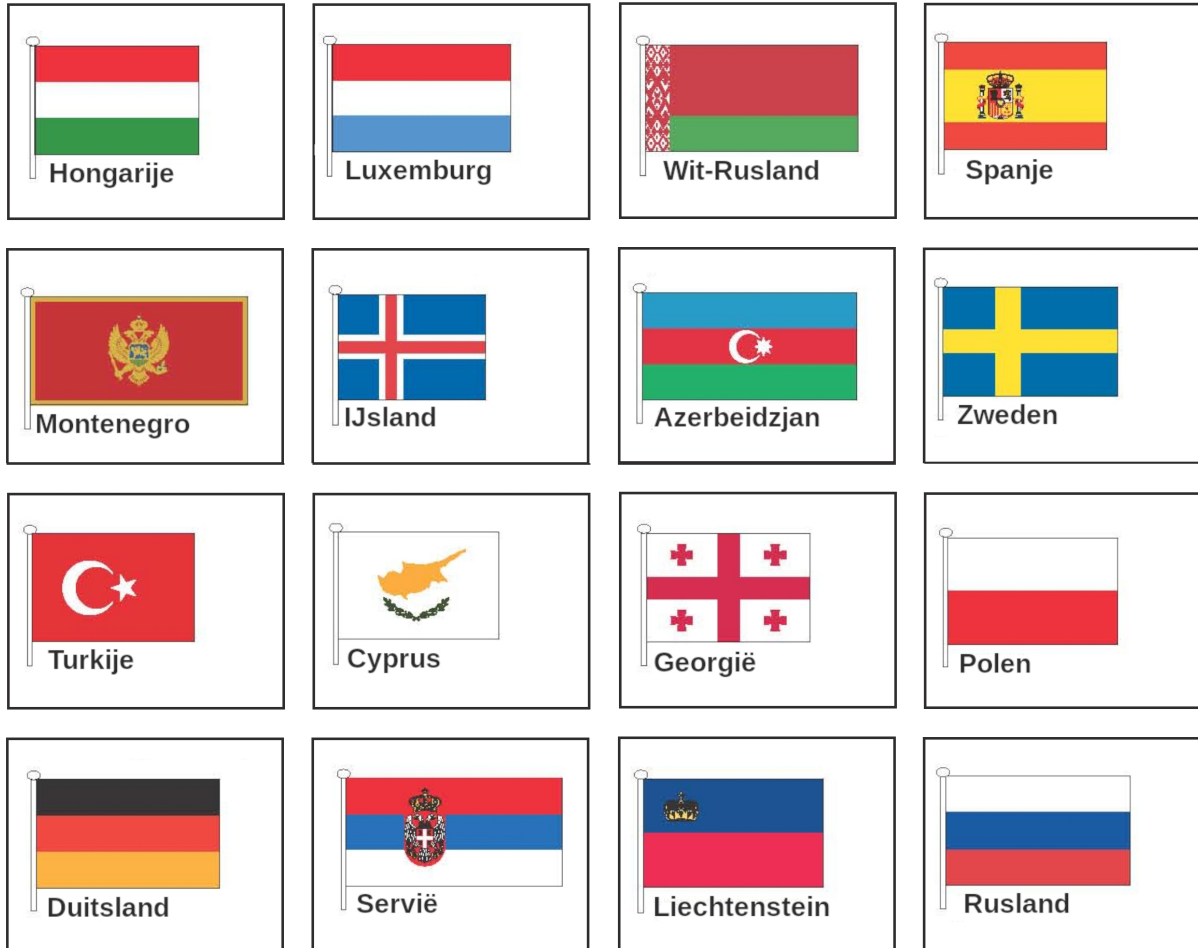 Hongarije
Luxemburg
Wit-Rusland
Spanje
Montenegro
IJsland
Azerbeidzjan
Zweden
Turkije
Cyprus
Georgië
Polen
Duitsland
Servië
Liechtenstein
Rusland